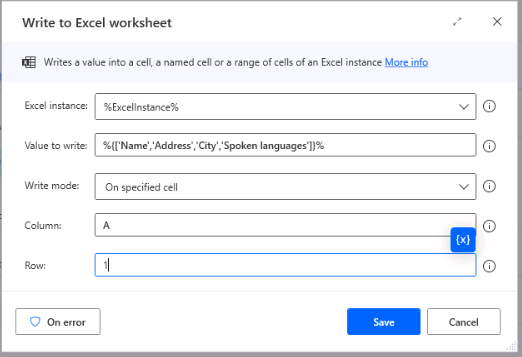 Write to Excel worksheet
Writes a value into a cell, a named cell or a range of cells of an Excel instance More info
Excel instance: %ExcelInstance%
Value to write: %{['Name','Address','City','Spoken languages']}%
Write mode: On specified cell
Column: A
{x}
Row: 1
On error Save Cancel